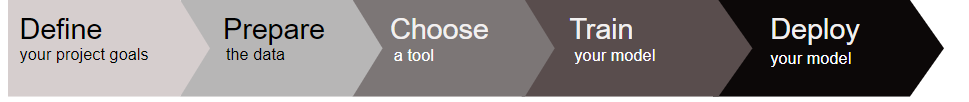 Define
your project goals
Prepare
the data
Choose
a tool
Train
your model
Deploy
your model